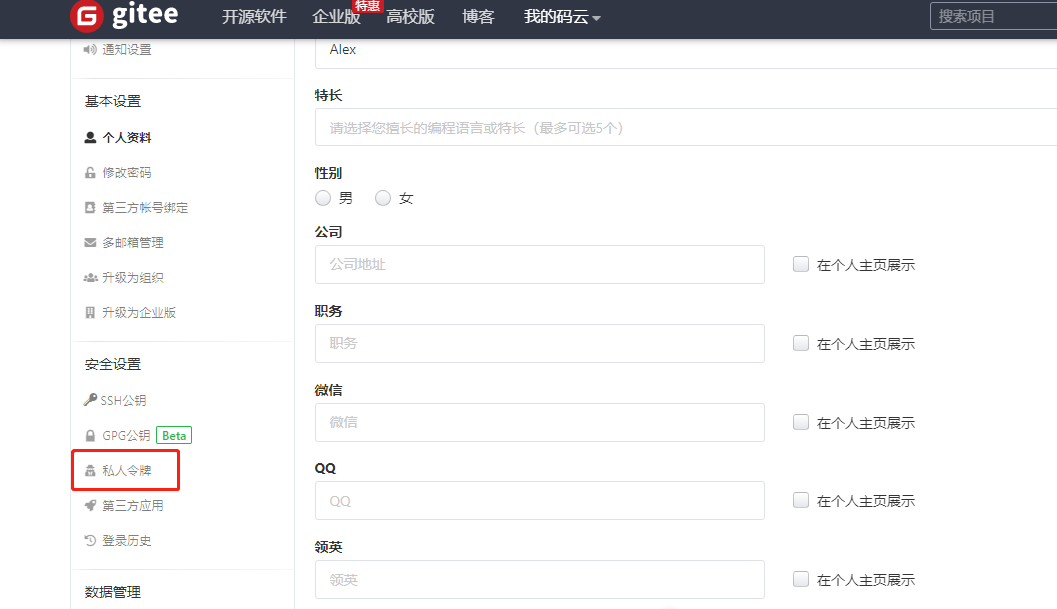 gitee 开源软件 企业版 特惠 高校版 博客 我的码云 搜索项目
通知设置
基本设置
个人资料
修改密码
第三方帐号绑定
多邮箱管理
升级为组织
升级为企业版
安全设置
SSH公钥
GPG公钥 Beta
私人令牌
第三方应用
登录历史
数据管理
Alex
特长
请选择您擅长的编程语言或特长（最多可选5个）
性别
男 女
公司
公司地址 在个人主页展示
职务
职务 在个人主页展示
微信
微信 在个人主页展示
QQ
QQ 在个人主页展示
领英
领英 在个人主页展示